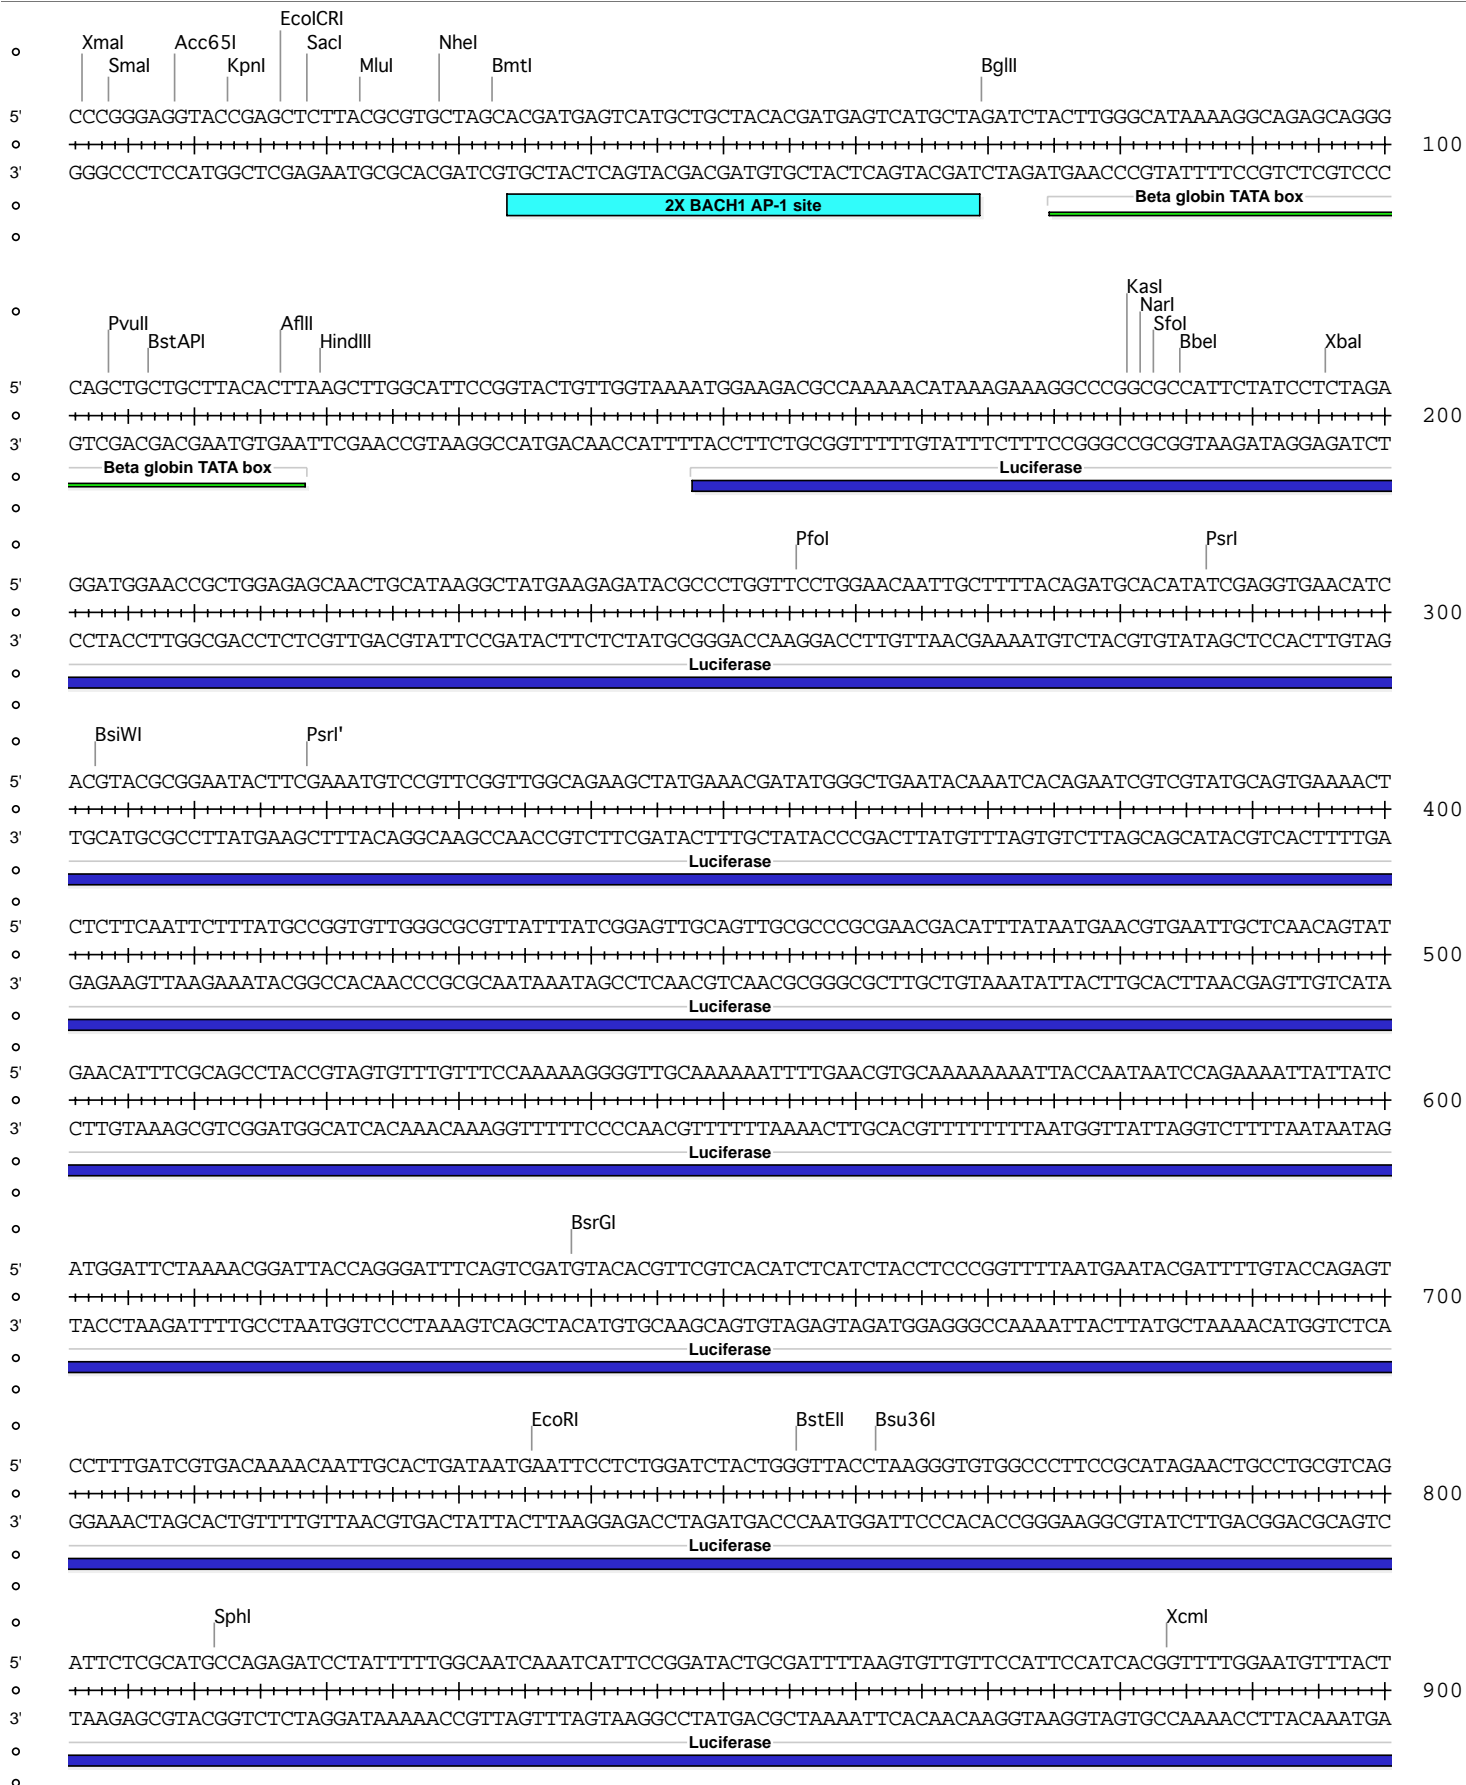 EcoICRI
XmaI Acc65I SacI NheI
SmaI KpnI MluI BmtI BglII
5' CCCGGGAGGTACCGAGCTCTTACGCGTGCTAGCACGATGAGTCATGCTGCTACACGATGAGTCATGCTAGATCTACTTGGGCATAAAAGGCAGAGCAGGG
100
3' GGGCCCTCCATGGCTCGAGAATGCGCACGATCGTGCTACTCAGTACGACGATGTGCTACTCAGTACGATCTAGATGAACCCGTATTTTCCGTCTCGTCCC
2X BACH1 AP-1 site Beta globin TATA box
KasI
NarI
PvuII AflII SfoI
BstAPI HindIII BbeI XbaI
5' CAGCTGCTGCTTACACTTAAGCTTGGCATTCCGGTACTGTTGGTAAAATGGAAGACGCCAAAAACATAAAGAAAGGCCCGGCGCCATTCTATCCTCTAGA
200
3' GTCGACGACGAATGTGAATTCGAACCGTAAGGCCATGACAACCATTTTACCTTCTGCGGTTTTTGTATTTCTTTCCGGGCCGCGGTAAGATAGGAGATCT
Beta globin TATA box Luciferase
PfoI PsrI
5' GGATGGAACCGCTGGAGAGCAACTGCATAAGGCTATGAAGAGATACGCCCTGGTTCCTGGAACAATTGCTTTTACAGATGCACATATCGAGGTGAACATC
300
3' CCTACCTTGGCGACCTCTCGTTGACGTATTCCGATACTTCTCTATGCGGGACCAAGGACCTTGTTAACGAAAATGTCTACGTGTATAGCTCCACTTGTAG
Luciferase
BsiWI PsrI'
5' ACGTACGCGGAATACTTCGAAATGTCCGTTCGGTTGGCAGAAGCTATGAAACGATATGGGCTGAATACAAATCACAGAATCGTCGTATGCAGTGAAAACT
400
3' TGCATGCGCCTTATGAAGCTTTACAGGCAAGCCAACCGTCTTCGATACTTTGCTATACCCGACTTATGTTTAGTGTCTTAGCAGCATACGTCACTTTTGA
Luciferase
5' CTCTTCAATTCTTTATGCCGGTGTTGGGCGCGTTATTTATCGGAGTTGCAGTTGCGCCCGCGAACGACATTTATAATGAACGTGAATTGCTCAACAGTAT
500
3' GAGAAGTTAAGAAATACGGCCACAACCCGCGCAATAAATAGCCTCAACGTCAACGCGGGCGCTTGCTGTAAATATTACTTGCACTTAACGAGTTGTCATA
Luciferase
5' GAACATTTCGCAGCCTACCGTAGTGTTTGTTTCCAAAAAGGGGTTGCAAAAAATTTTGAACGTGCAAAAAAAATTACCAATAATCCAGAAAATTATTATC
600
3' CTTGTAAAGCGTCGGATGGCATCACAAACAAAGGTTTTTCCCCAACGTTTTTTAAAACTTGCACGTTTTTTTTAATGGTTATTAGGTCTTTTAATAATAG
Luciferase
BsrGI
5' ATGGATTCTAAAACGGATTACCAGGGATTTCAGTCGATGTACACGTTCGTCACATCTCATCTACCTCCCGGTTTTAATGAATACGATTTTGTACCAGAGT
700
3' TACCTAAGATTTTGCCTAATGGTCCCTAAAGTCAGCTACATGTGCAAGCAGTGTAGAGTAGATGGAGGGCCAAAATTACTTATGCTAAAACATGGTCTCA
Luciferase
EcoRI BstEII Bsu36I
5' CCTTTGATCGTGACAAAACAATTGCACTGATAATGAATTCCTCTGGATCTACTGGGTTACCTAAGGGTGTGGCCCTTCCGCATAGAACTGCCTGCGTCAG
800
3' GGAAACTAGCACTGTTTTGTTAACGTGACTATTACTTAAGGAGACCTAGATGACCCAATGGATTCCCACACCGGGAAGGCGTATCTTGACGGACGCAGTC
Luciferase
SphI XcmI
5' ATTCTCGCATGCCAGAGATCCTATTTTTGGCAATCAAATCATTCCGGATACTGCGATTTTAAGTGTTGTTCCATTCCATCACGGTTTTGGAATGTTTACT
900
3' TAAGAGCGTACGGTCTCTAGGATAAAAACCGTTAGTTTAGTAAGGCCTATGACGCTAAAATTCACAACAAGGTAAGGTAGTGCCAAAACCTTACAAATGA
Luciferase